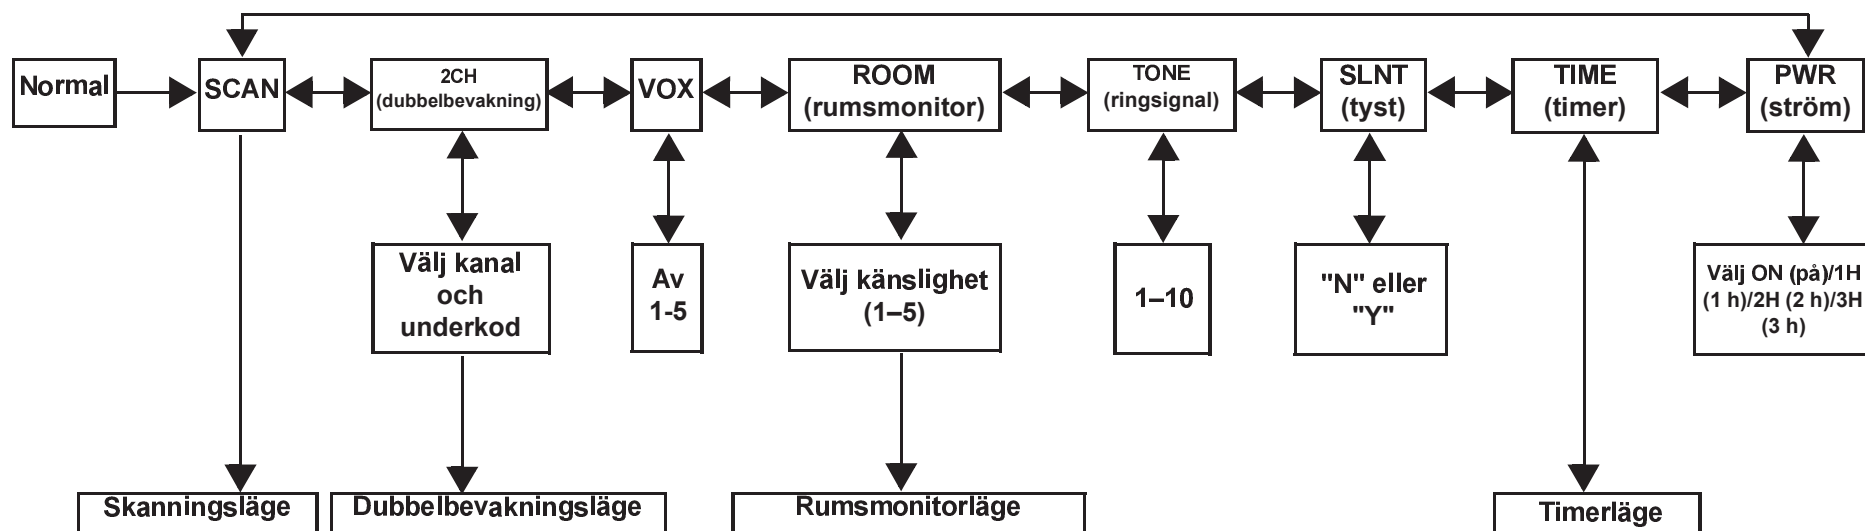 Normal
SCAN
2CH
(dubbelbevakning)
VOX
ROOM
(rumsmonitor)
TONE
(ringsignal)
SLNT
(tyst)
TIME
(timer)
PWR
(ström)
Välj kanal
och
underkod
Av
1-5
Välj känslighet
(1–5)
1–10
"N" eller
"Y"
Välj ON (på)/1H
(1 h)/2H (2 h)/3H
(3 h)
Skanningsläge
Dubbelbevakningsläge
Rumsmonitorläge
Timerläge